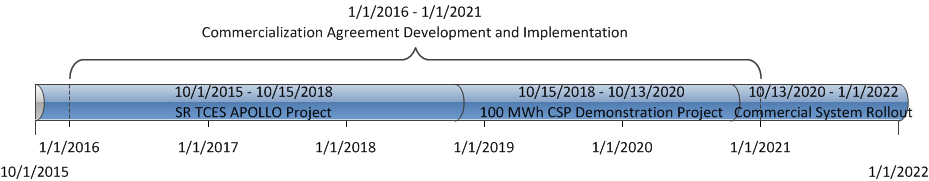 1/1/2016 - 1/1/2021
Commercialization Agreement Development and Implementation
10/1/2015 - 10/15/2018
SR TCES APOLLO Project
10/15/2018 - 10/13/2020
100 MWh CSP Demonstration Project
10/13/2020 - 1/1/2022
Commercial System Rollout
1/1/2016
1/1/2017
1/1/2018
1/1/2019
1/1/2020
1/1/2021
10/1/2015
1/1/2022